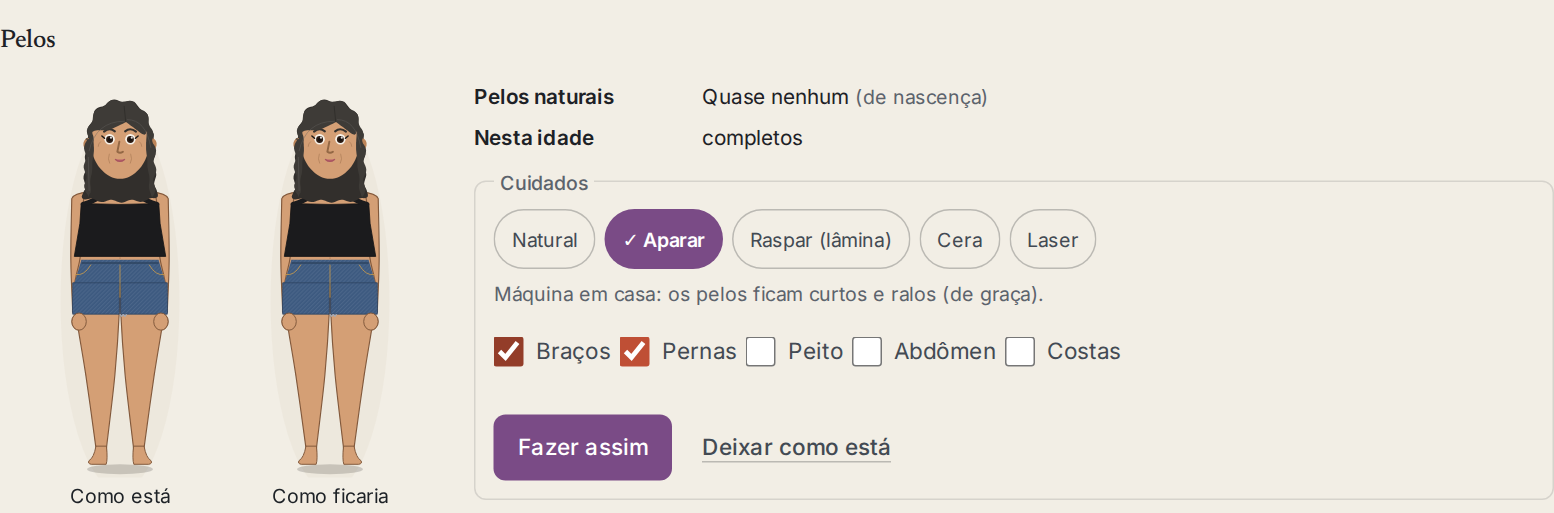 Pelos
Pelos naturais Quase nenhum (de nascença)
Nesta idade completos
Cuidados
Natural ✓ Aparar Raspar (lâmina) Cera Laser
Máquina em casa: os pelos ficam curtos e ralos (de graça).
Braços Pernas Peito Abdômen Costas
Fazer assim Deixar como está
Como está Como ficaria